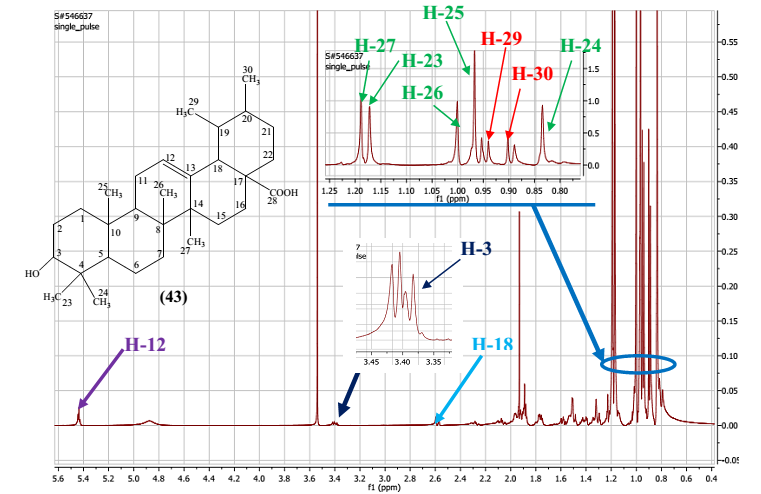 S#546637
single_pulse
H-25
H-27
H-23
H-26
H-29
H-30
H-24
S#546637
single_pulse
1.5
1.0
0.5
0.0
1.25 1.20 1.15 1.10 1.05 1.00 0.95 0.90 0.85 0.80
f1 (ppm)
30
CH₃
29
H₃C
20
19
21
12
22
11
13
18
25
CH₃
26
CH₃
17
COOH
28
14
16
1
9
15
2
10
8
CH₃
27
3
5
7
4
6
HO
H₃C
23
24
CH₃
(43)
7
lse
H-3
3.45 3.40 3.35
H-12
H-18
0.55
0.50
0.45
0.40
0.35
0.30
0.25
0.20
0.15
0.10
0.05
0.00
-0.05
5.6 5.4 5.2 5.0 4.8 4.6 4.4 4.2 4.0 3.8 3.6 3.4 3.2 3.0 2.8 2.6 2.4 2.2 2.0 1.8 1.6 1.4 1.2 1.0 0.8 0.6 0.4
f1 (ppm)